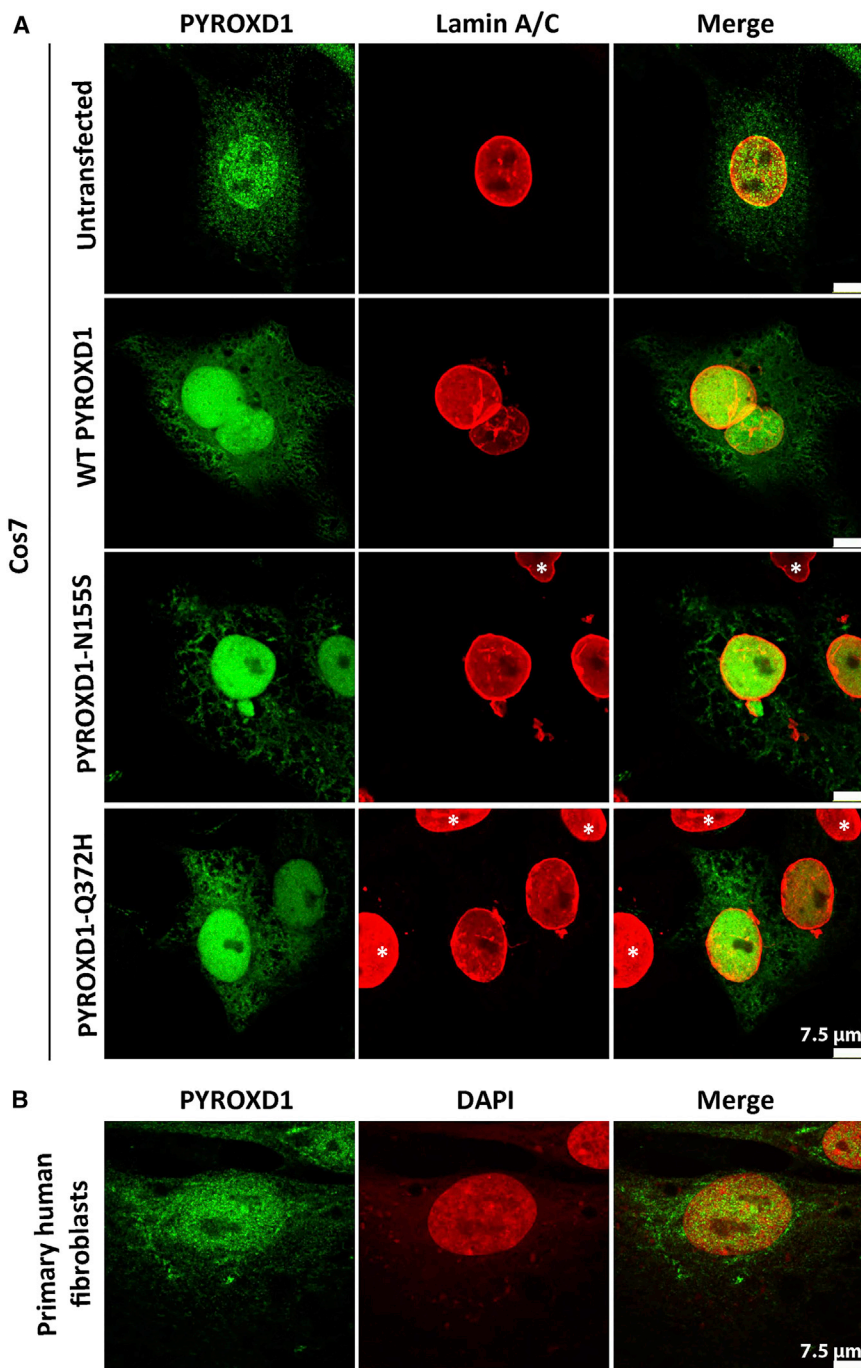 A
PYROXD1 Lamin A/C Merge
Cos7
Untransfected
WT PYROXD1
PYROXD1-N155S
*
*
PYROXD1-Q372H
* *
* *
*
*
7.5 µm
B
PYROXD1 DAPI Merge
Primary human
fibroblasts
7.5 µm